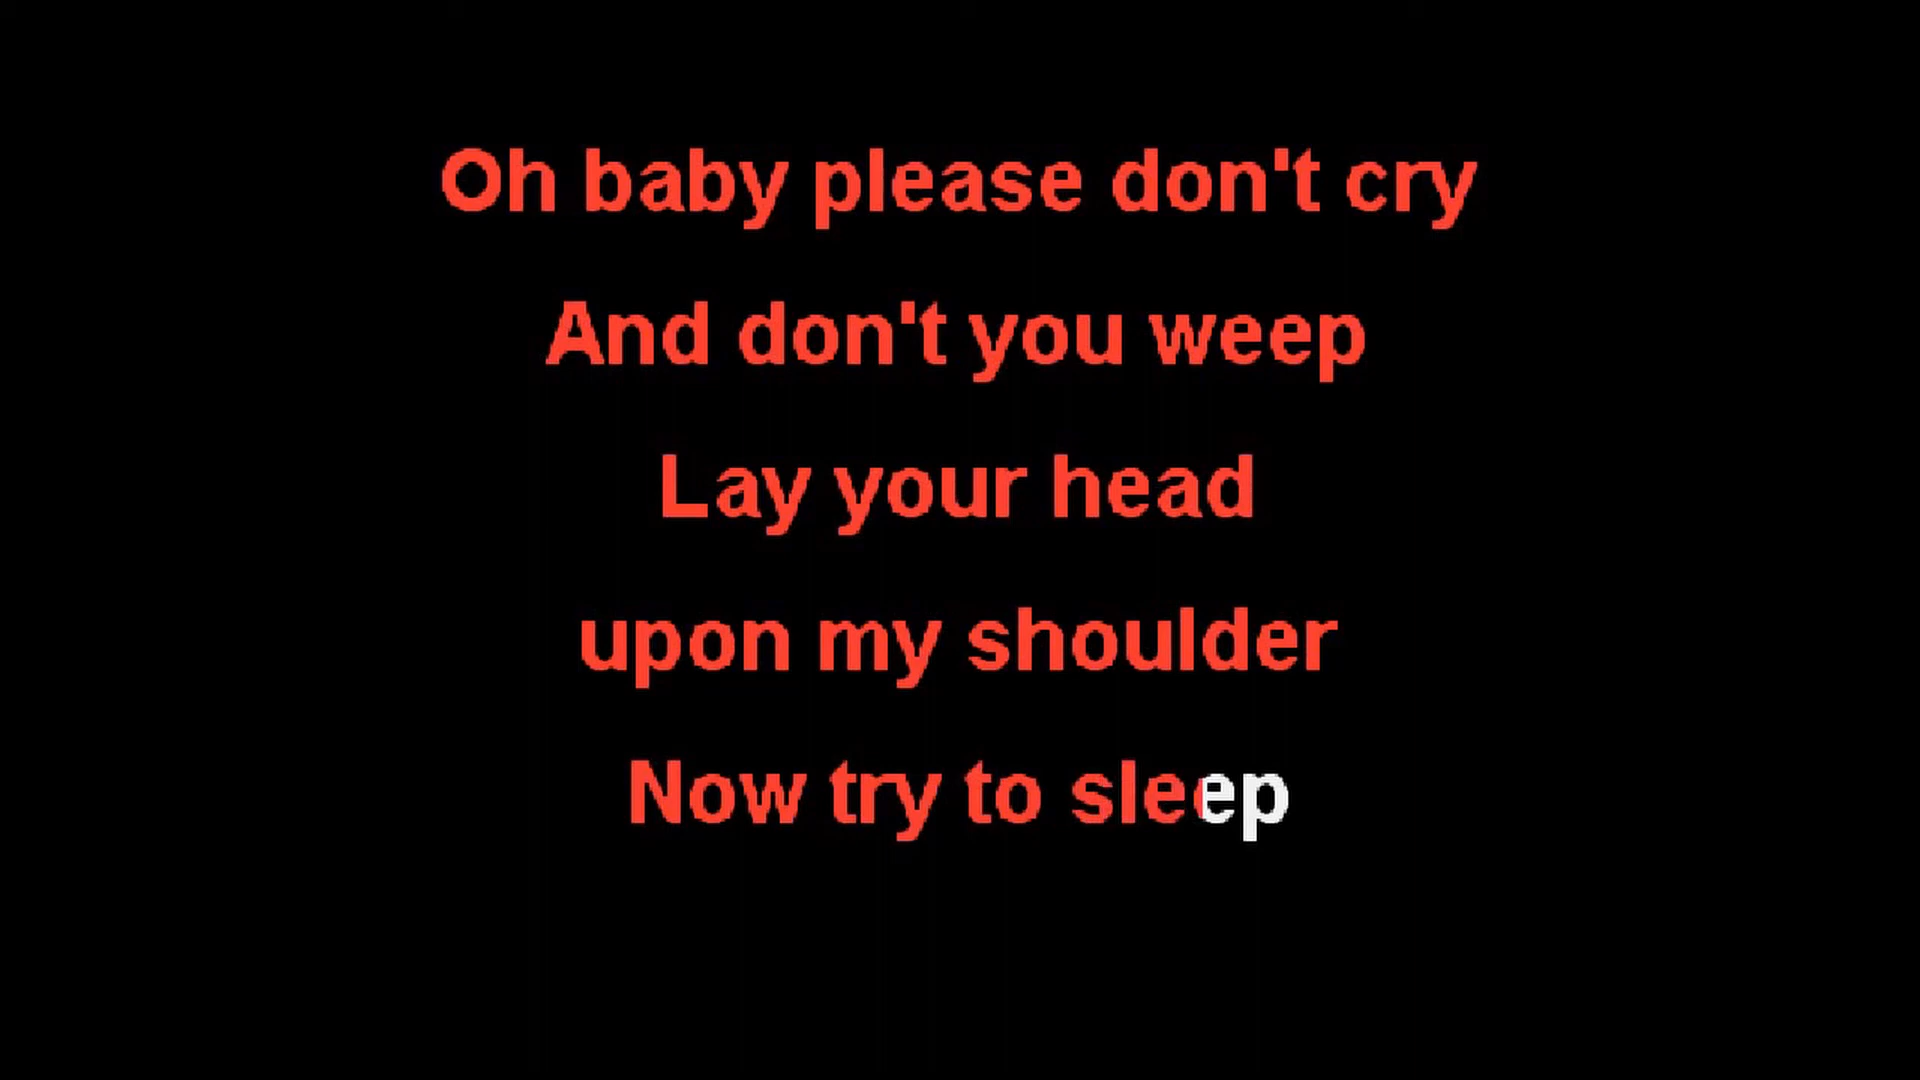 Oh baby please don't cry
And don't you weep
Lay your head
upon my shoulder
Now try to sleep